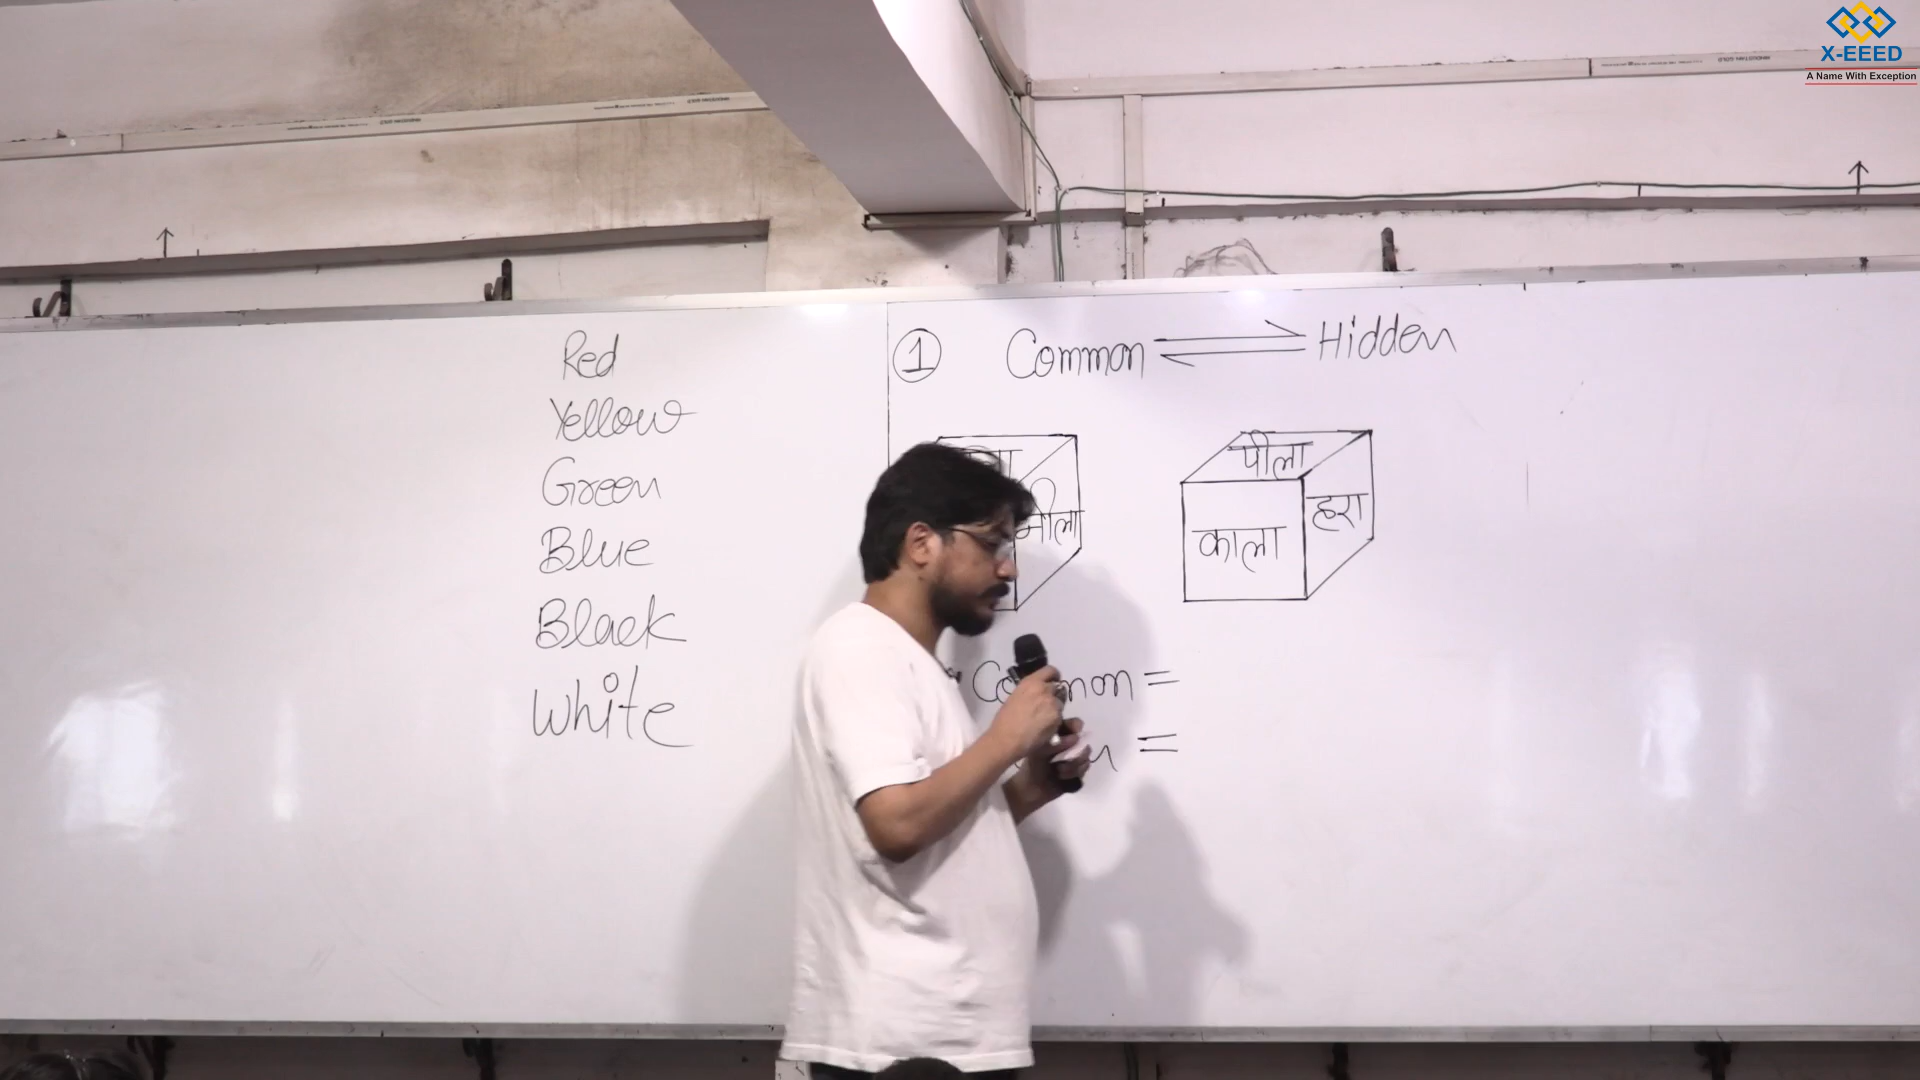 X-EEED
A Name With Exception
Red
Yellow
Green
Blue
Black
White
① Common ⇌ Hidden
नीला
पीला
काला
हरा
Common =
=